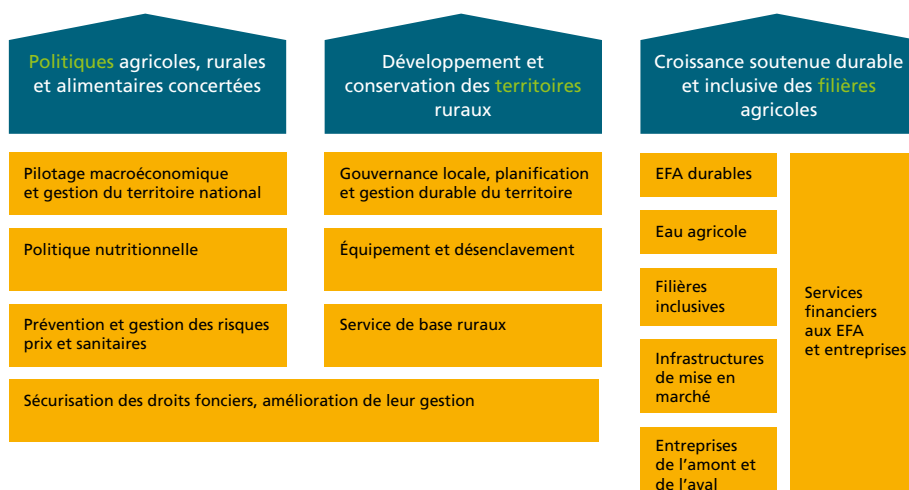 Politiques agricoles, rurales
et alimentaires concertées
Pilotage macroéconomique
et gestion du territoire national
Politique nutritionnelle
Prévention et gestion des risques
prix et sanitaires
Développement et
conservation des territoires
ruraux
Gouvernance locale, planification
et gestion durable du territoire
Équipement et désenclavement
Service de base ruraux
Sécurisation des droits fonciers, amélioration de leur gestion
Croissance soutenue durable
et inclusive des filières
agricoles
EFA durables
Eau agricole
Filières
inclusives
Infrastructures
de mise en
marché
Entreprises
de l'amont et
de l'aval
Services
financiers
aux EFA
et entreprises